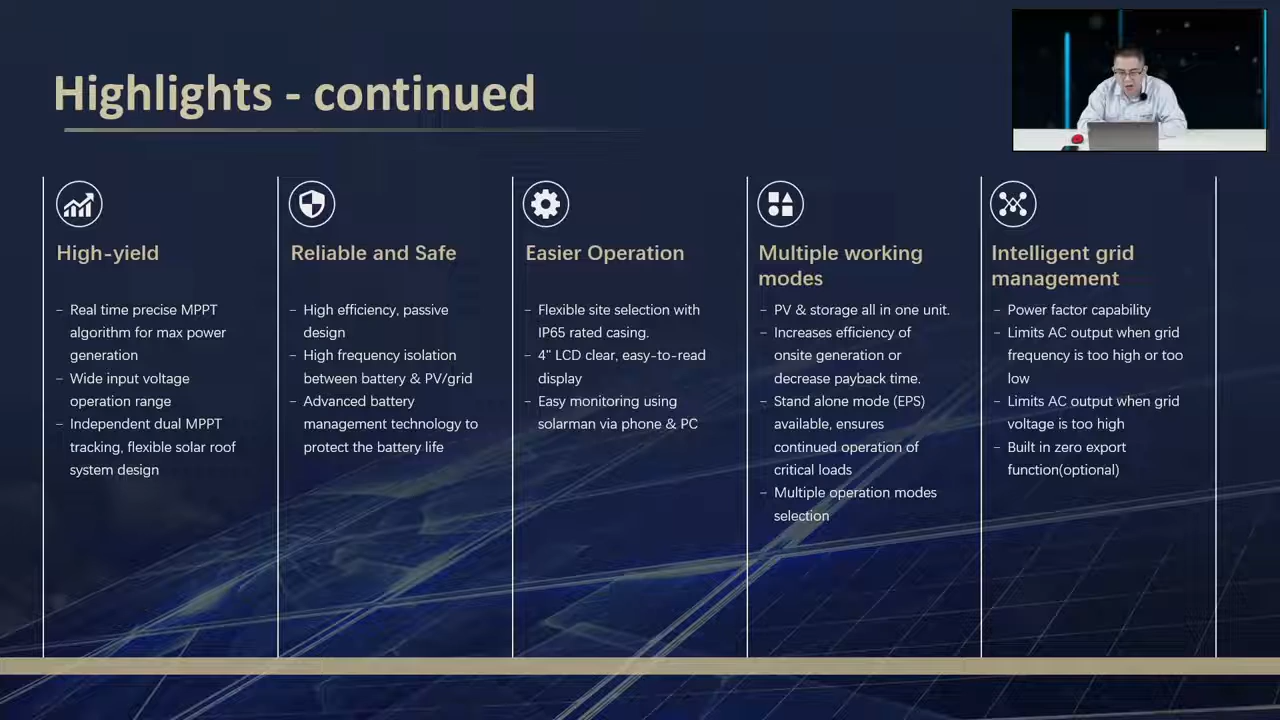 Highlights - continued
High-yield
– Real time precise MPPT
algorithm for max power
generation
– Wide input voltage
operation range
– Independent dual MPPT
tracking, flexible solar roof
system design
Reliable and Safe
– High efficiency, passive
design
– High frequency isolation
between battery & PV/grid
– Advanced battery
management technology to
protect the battery life
Easier Operation
– Flexible site selection with
IP65 rated casing.
– 4" LCD clear, easy-to-read
display
– Easy monitoring using
solarman via phone & PC
Multiple working
modes
– PV & storage all in one unit.
– Increases efficiency of
onsite generation or
decrease payback time.
– Stand alone mode (EPS)
available, ensures
continued operation of
critical loads
– Multiple operation modes
selection
Intelligent grid
management
– Power factor capability
– Limits AC output when grid
frequency is too high or too
low
– Limits AC output when grid
voltage is too high
– Built in zero export
function(optional)